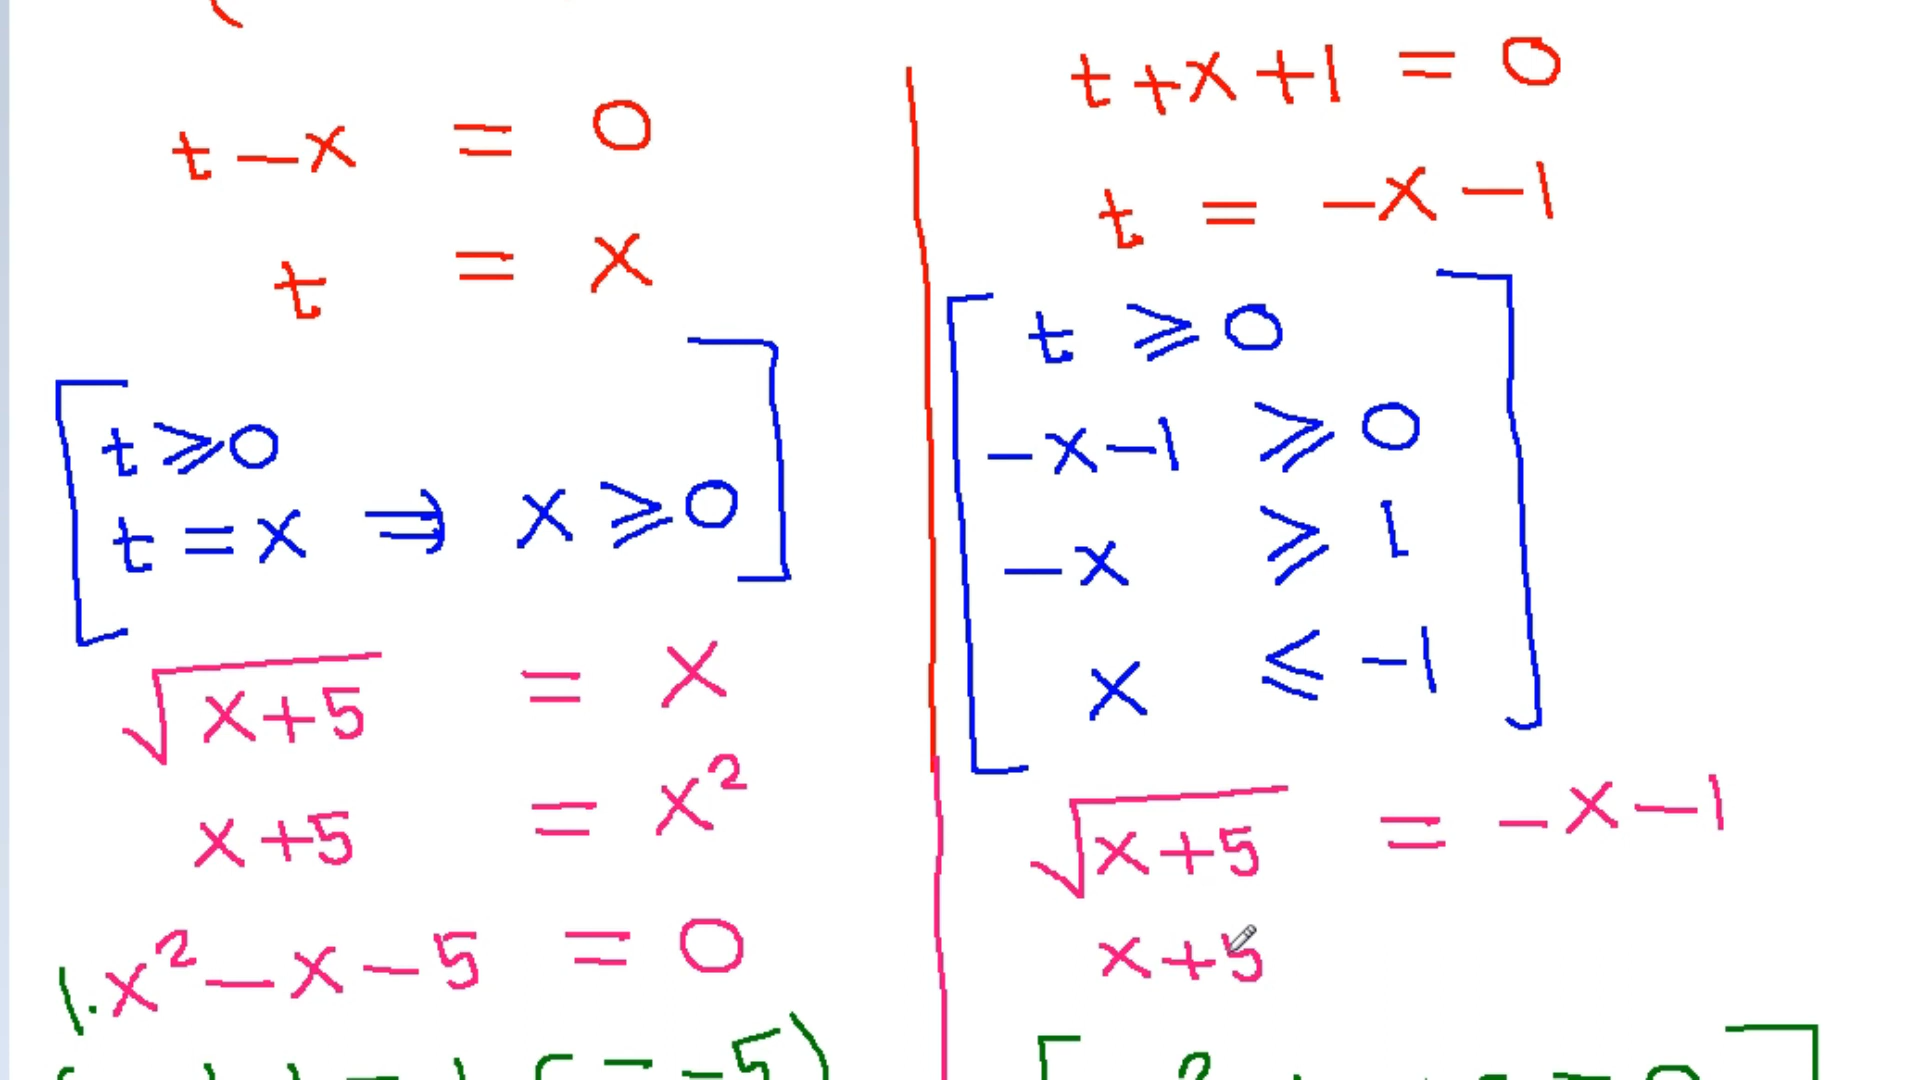 t - x = 0
t = x
t ⩾ 0
t = x ⇒ x ⩾ 0
√(x+5) = x
x+5 = x²
1. x² - x - 5 = 0
t + x + 1 = 0
t = -x - 1
t ⩾ 0
-x - 1 ⩾ 0
-x ⩾ 1
x ⩽ -1
√(x+5) = -x - 1
x+5